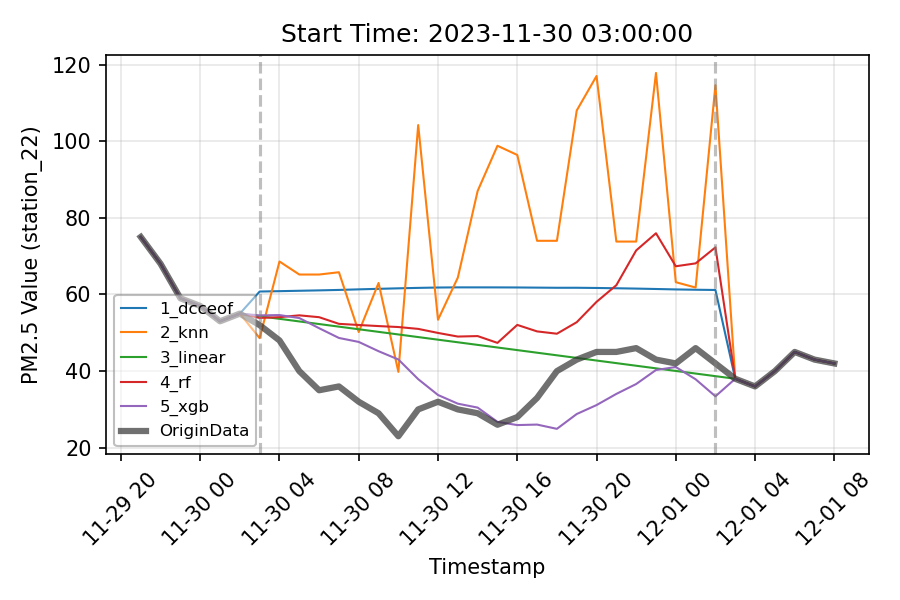 Start Time: 2023-11-30 03:00:00
PM2.5 Value (station_22)
120
100
80
60
40
20
1_dcceof
2_knn
3_linear
4_rf
5_xgb
OriginData
11-29 20
11-30 00
11-30 04
11-30 08
11-30 12
11-30 16
11-30 20
12-01 00
12-01 04
12-01 08
Timestamp